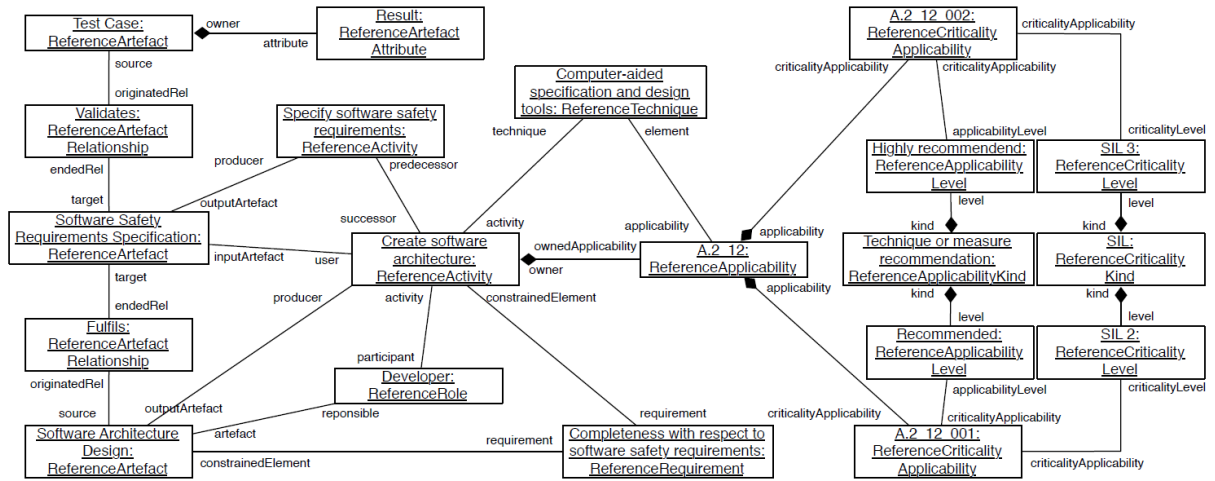 Test Case:
ReferenceArtefact
owner
attribute
Result:
ReferenceArtefact
Attribute
source
originatedRel
Validates:
ReferenceArtefact
Relationship
endedRel
target
Specify software safety
requirements:
ReferenceActivity
producer
predecessor
outputArtefact
successor
Computer-aided
specification and design
tools: ReferenceTechnique
technique
element
activity
applicability
Software Safety
Requirements Specification:
ReferenceArtefact
inputArtefact
user
Create software
architecture:
ReferenceActivity
ownedApplicability
owner
A.2_12:
ReferenceApplicability
applicability
applicability
target
endedRel
Fulfils:
ReferenceArtefact
Relationship
originatedRel
source
producer
activity
constrainedElement
participant
Developer:
ReferenceRole
reponsible
artefact
outputArtefact
Software Architecture
Design:
ReferenceArtefact
constrainedElement
requirement
requirement
Completeness with respect to
software safety requirements:
ReferenceRequirement
A.2_12_002:
ReferenceCriticality
Applicability
criticalityApplicability
criticalityApplicability
criticalityApplicability
applicabilityLevel
criticalityLevel
Highly recommendend:
ReferenceApplicability
Level
SIL 3:
ReferenceCriticality
Level
level
level
kind
kind
Technique or measure
recommendation:
ReferenceApplicabilityKind
SIL:
ReferenceCriticality
Kind
kind
kind
level
level
Recommended:
ReferenceApplicability
Level
SIL 2:
ReferenceCriticality
Level
applicabilityLevel
criticalityLevel
criticalityApplicability
criticalityApplicability
A.2_12_001:
ReferenceCriticality
Applicability
criticalityApplicability